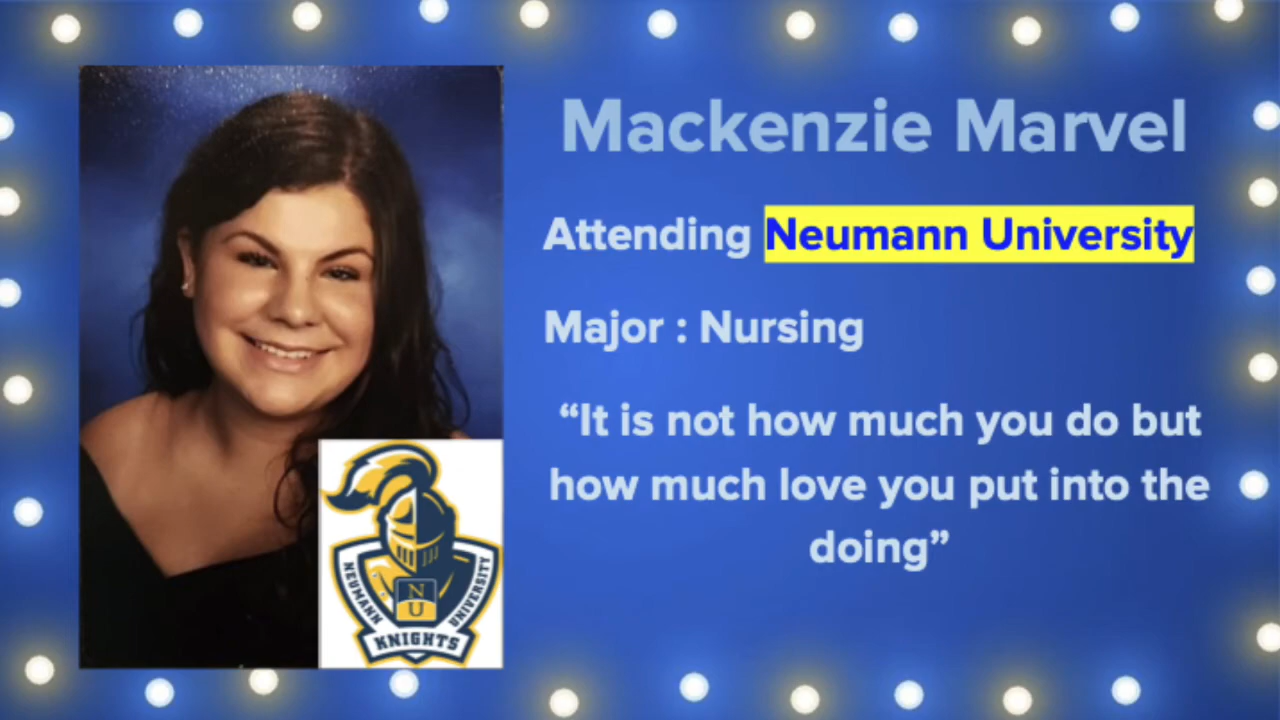 Mackenzie Marvel
Attending Neumann University
Major : Nursing
“It is not how much you do but
how much love you put into the
doing”
NEUMANN
UNIVERSITY
N
U
KNIGHTS